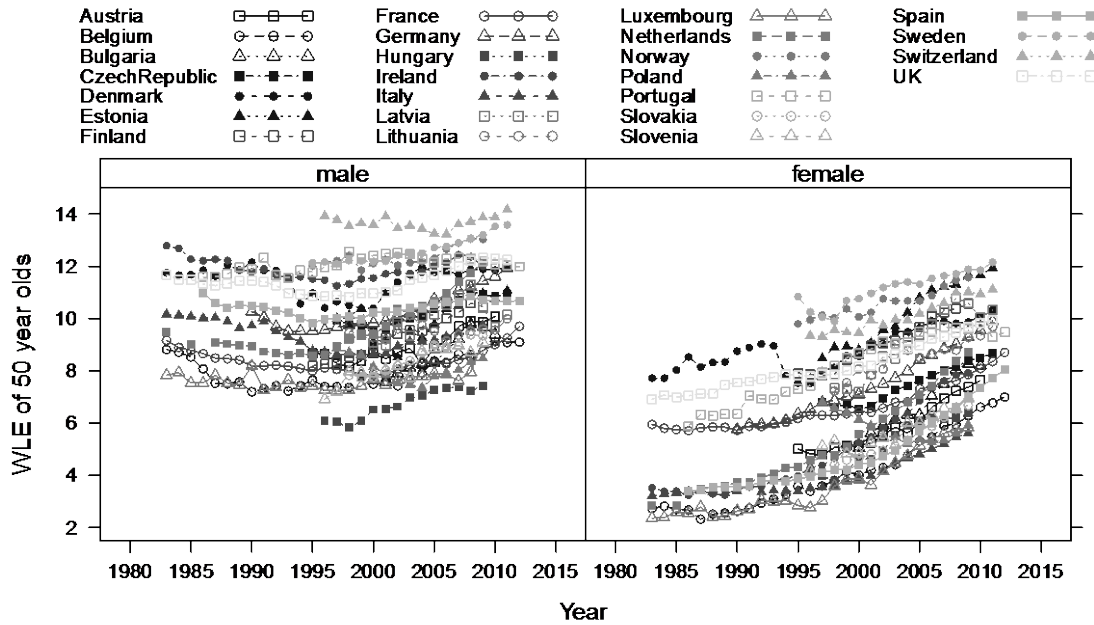 Austria
Belgium
Bulgaria
CzechRepublic
Denmark
Estonia
Finland
France
Germany
Hungary
Ireland
Italy
Latvia
Lithuania
Luxembourg
Netherlands
Norway
Poland
Portugal
Slovakia
Slovenia
Spain
Sweden
Switzerland
UK
male
female
WLE of 50 year olds
14
12
10
8
6
4
2
1980 1985 1990 1995 2000 2005 2010 2015
1980 1985 1990 1995 2000 2005 2010 2015
Year